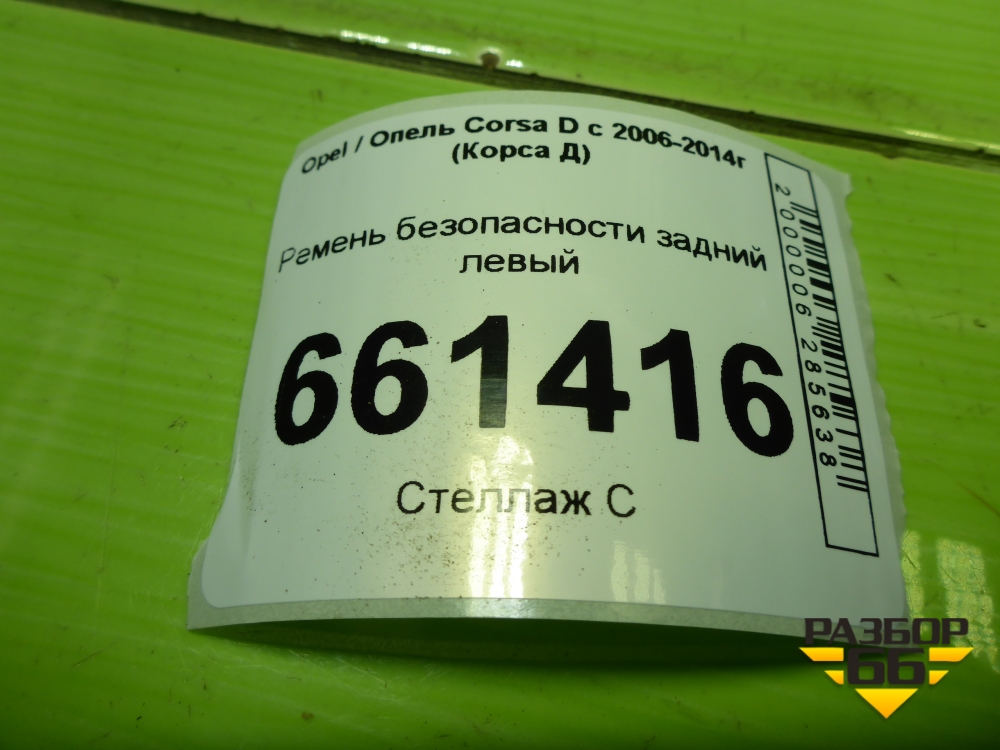 Opel / Опель Corsa D с 2006-2014г
(Корса Д)
Ремень безопасности задний
левый
661416
Стеллаж С
2000006285638
РАЗБОР
66